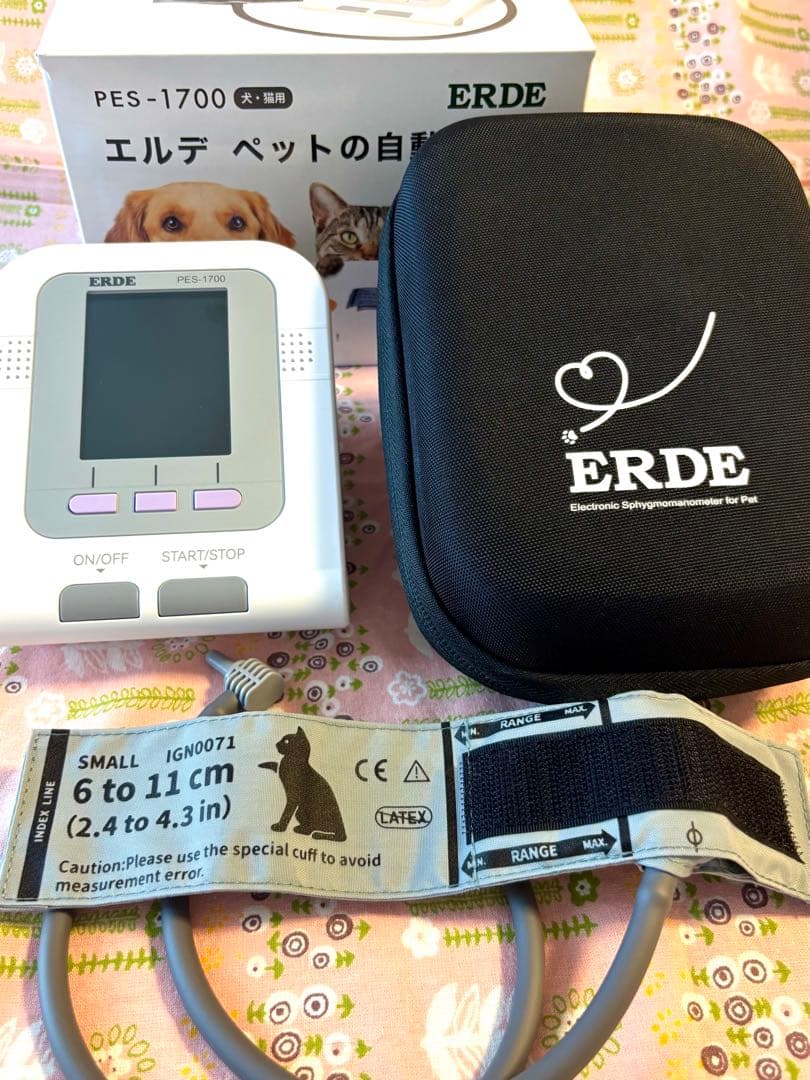 PES-1700 犬・猫用 ERDE
エルデ ペットの自動
ERDE PES-1700
ON/OFF START/STOP
ERDE
Electronic Sphygmomanometer for Pet
INDEX LINE
SMALL IGN0071
6 to 11 cm
(2.4 to 4.3 in)
Caution:Please use the special cuff to avoid
measurement error.
CE
LATEX
MIN. RANGE MAX.
MIN. RANGE MAX.